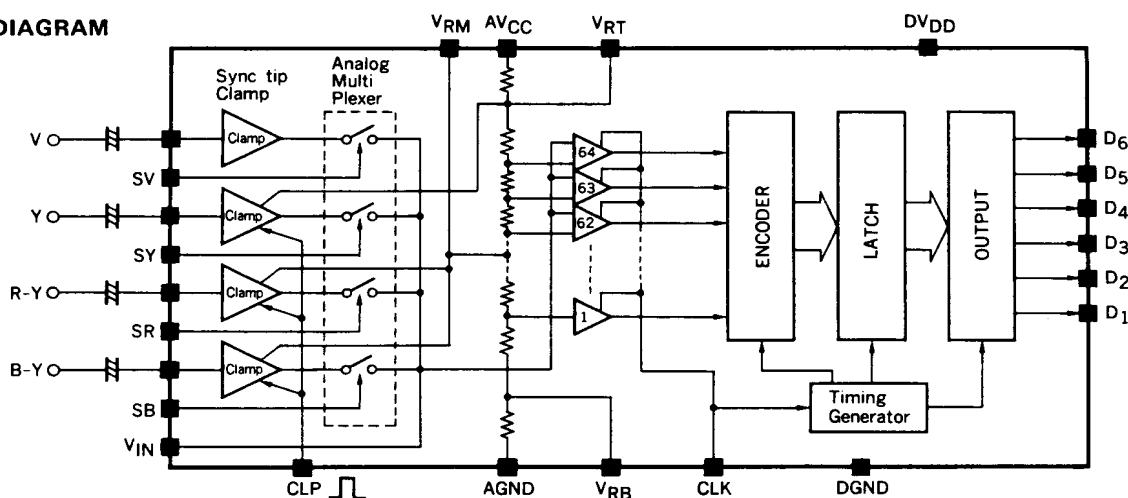 DIAGRAM
VRM AVCC VRT DVDD
Sync tip
Clamp
Analog
Multi
Plexer
V Clamp
SV
Y Clamp
SY
R-Y Clamp
SR
B-Y Clamp
SB
VIN
64
63
62
1
ENCODER
LATCH
OUTPUT
Timing
Generator
D6
D5
D4
D3
D2
D1
CLP AGND VRB CLK DGND